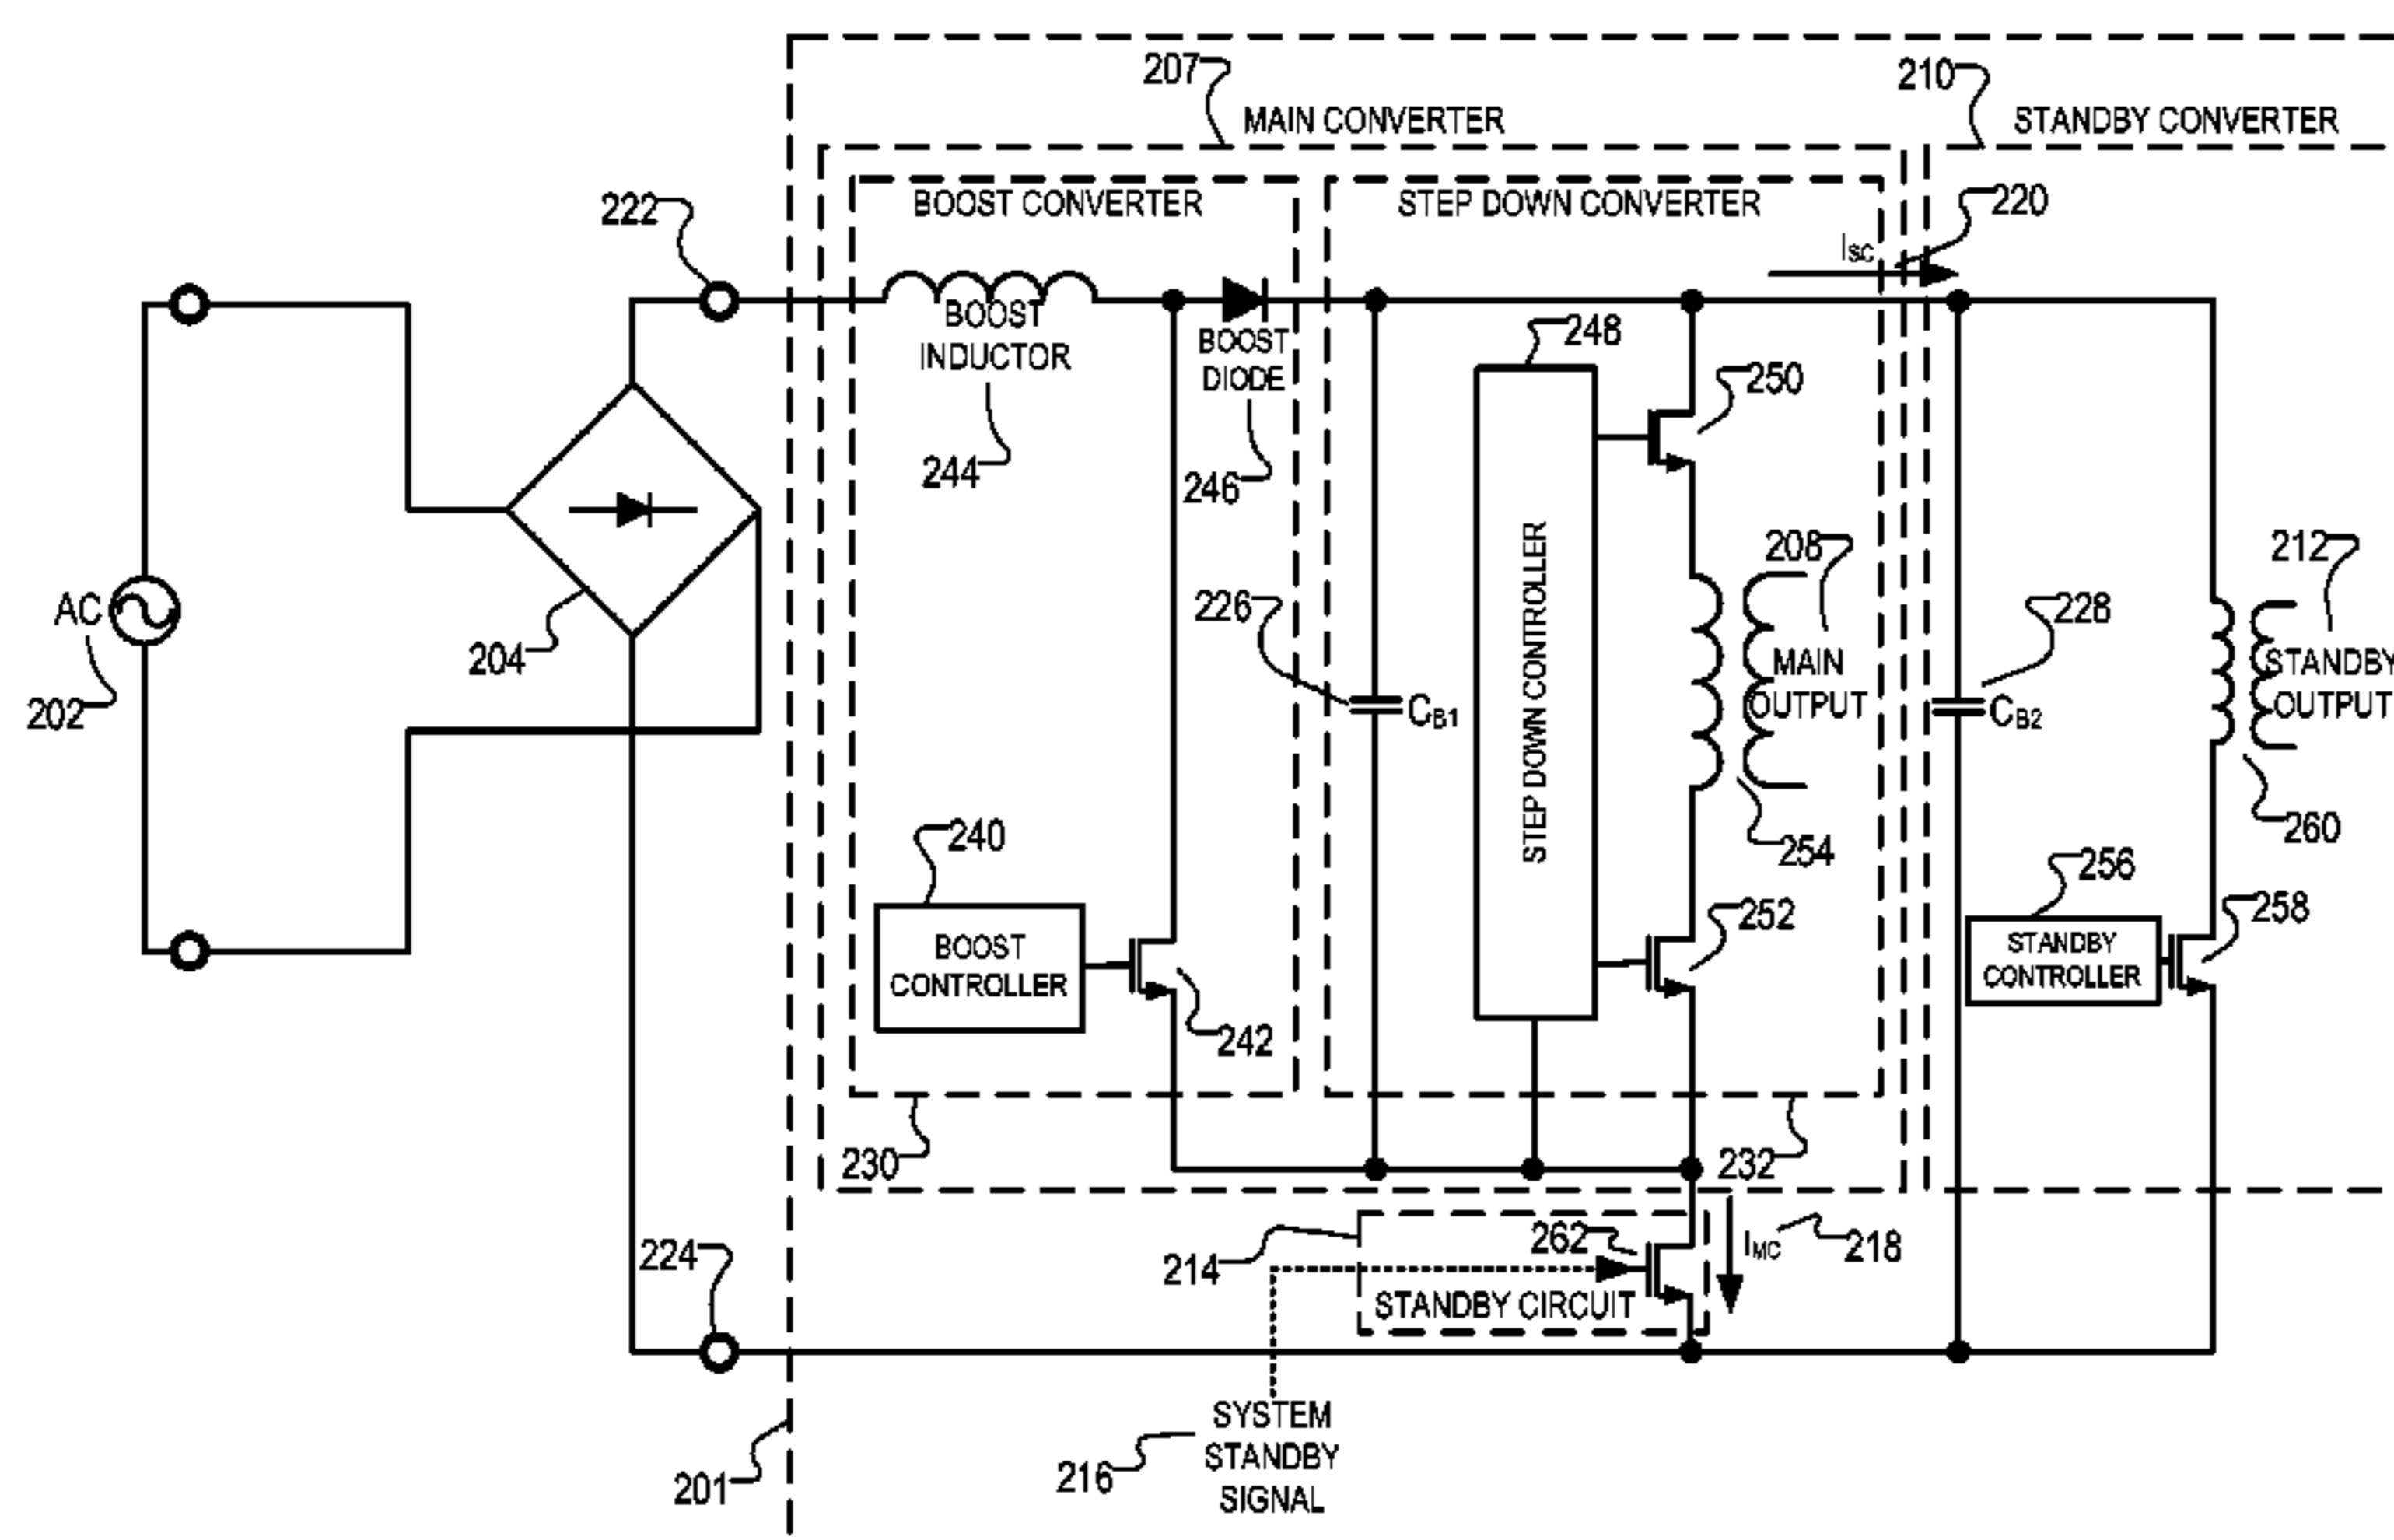 207
MAIN CONVERTER
210
STANDBY CONVERTER
222
BOOST CONVERTER
STEP DOWN CONVERTER
220
ISC
BOOST
INDUCTOR
244
BOOST
DIODE
246
248
250
STEP DOWN CONTROLLER
208
MAIN
OUTPUT
212
STANDBY
OUTPUT
AC
202
204
226
CB1
228
CB2
254
260
240
BOOST
CONTROLLER
242
252
256
STANDBY
CONTROLLER
258
230
232
224
214
262
STANDBY CIRCUIT
IMC
218
SYSTEM
STANDBY
SIGNAL
216
201